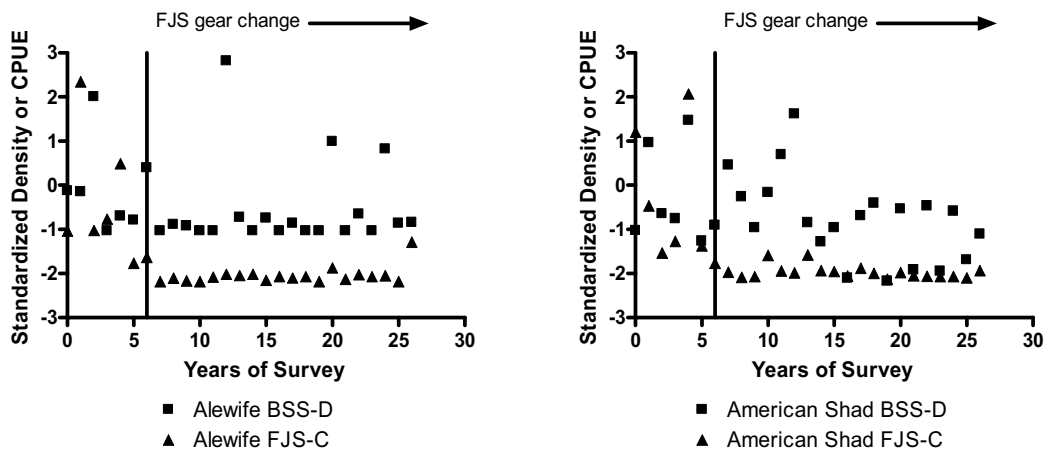 FJS gear change
Standardized Density or CPUE
3
2
1
0
-1
-2
-3
0 5 10 15 20 25 30
Years of Survey
Alewife BSS-D
Alewife FJS-C
FJS gear change
Standardized Density or CPUE
3
2
1
0
-1
-2
-3
0 5 10 15 20 25 30
Years of Survey
American Shad BSS-D
American Shad FJS-C